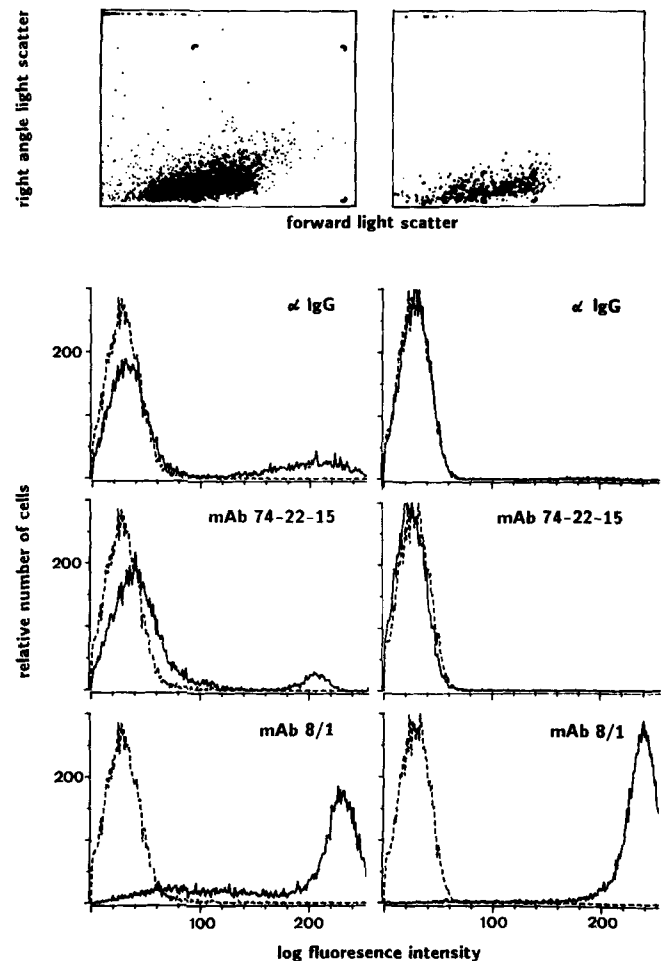 right angle light scatter
forward light scatter
α IgG
α IgG
200
mAb 74-22-15
mAb 74-22-15
200
relative number of cells
mAb 8/1
mAb 8/1
200
100
200
100
200
log fluoresence intensity